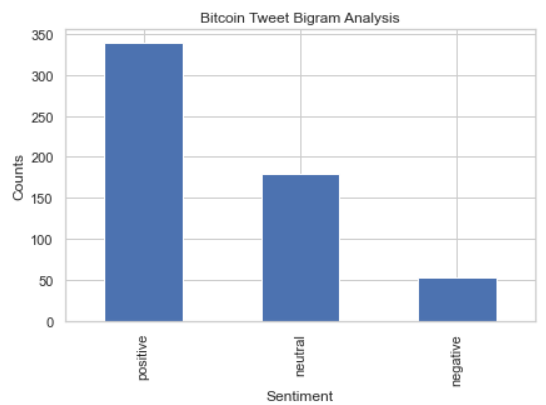 Bitcoin Tweet Bigram Analysis
350
300
250
200
150
100
50
0
Counts
positive
neutral
negative
Sentiment